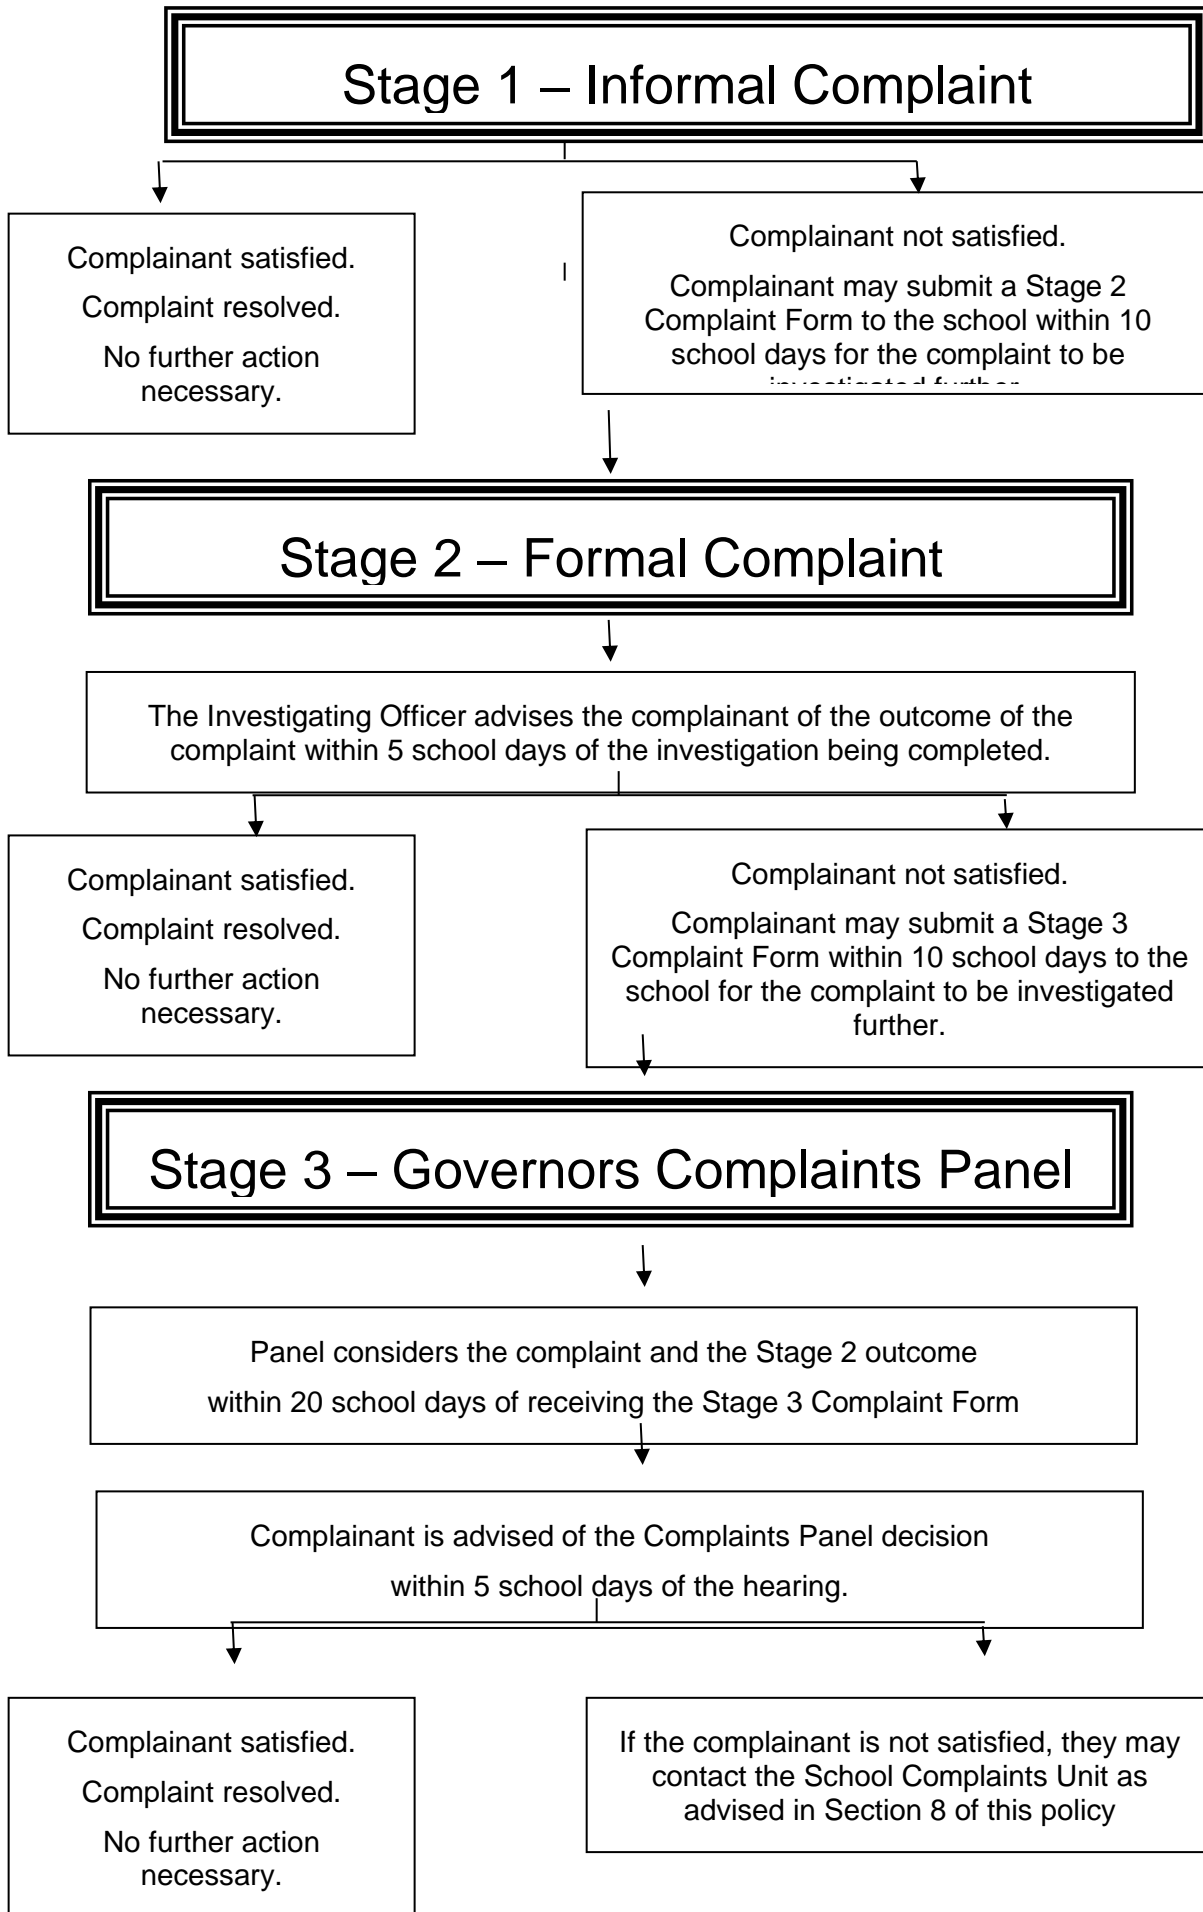 Stage 1 – Informal Complaint
Complainant satisfied.
Complaint resolved.
No further action
necessary.
Complainant not satisfied.
Complainant may submit a Stage 2
Complaint Form to the school within 10
school days for the complaint to be
investigated further
Stage 2 – Formal Complaint
The Investigating Officer advises the complainant of the outcome of the
complaint within 5 school days of the investigation being completed.
Complainant satisfied.
Complaint resolved.
No further action
necessary.
Complainant not satisfied.
Complainant may submit a Stage 3
Complaint Form within 10 school days to the
school for the complaint to be investigated
further.
Stage 3 – Governors Complaints Panel
Panel considers the complaint and the Stage 2 outcome
within 20 school days of receiving the Stage 3 Complaint Form
Complainant is advised of the Complaints Panel decision
within 5 school days of the hearing.
Complainant satisfied.
Complaint resolved.
No further action
necessary.
If the complainant is not satisfied, they may
contact the School Complaints Unit as
advised in Section 8 of this policy